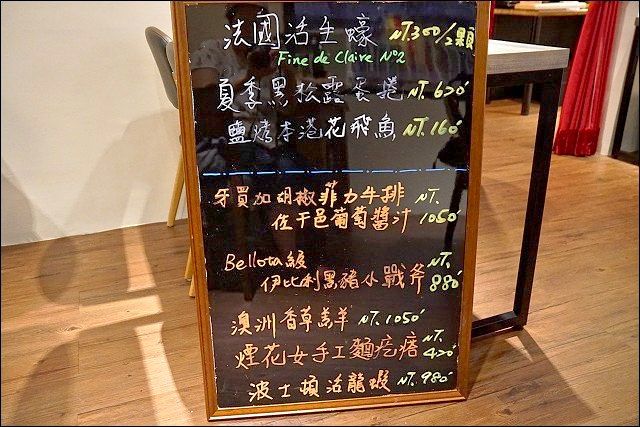 法國活生蠔 NT.300/2顆
Fine de Claire No2
夏季黑松露蛋捲 NT.620
鹽烤李港花飛魚 NT.160
牙買加胡椒菲力牛排 NT.
佐干邑葡萄醬汁 1050
Bellota級 NT.
伊比利黑豬小戰斧 880
澳洲香草羔羊 NT.1050
NT.
煙花女手工麵疙瘩 420
波士頓活龍蝦 NT.980